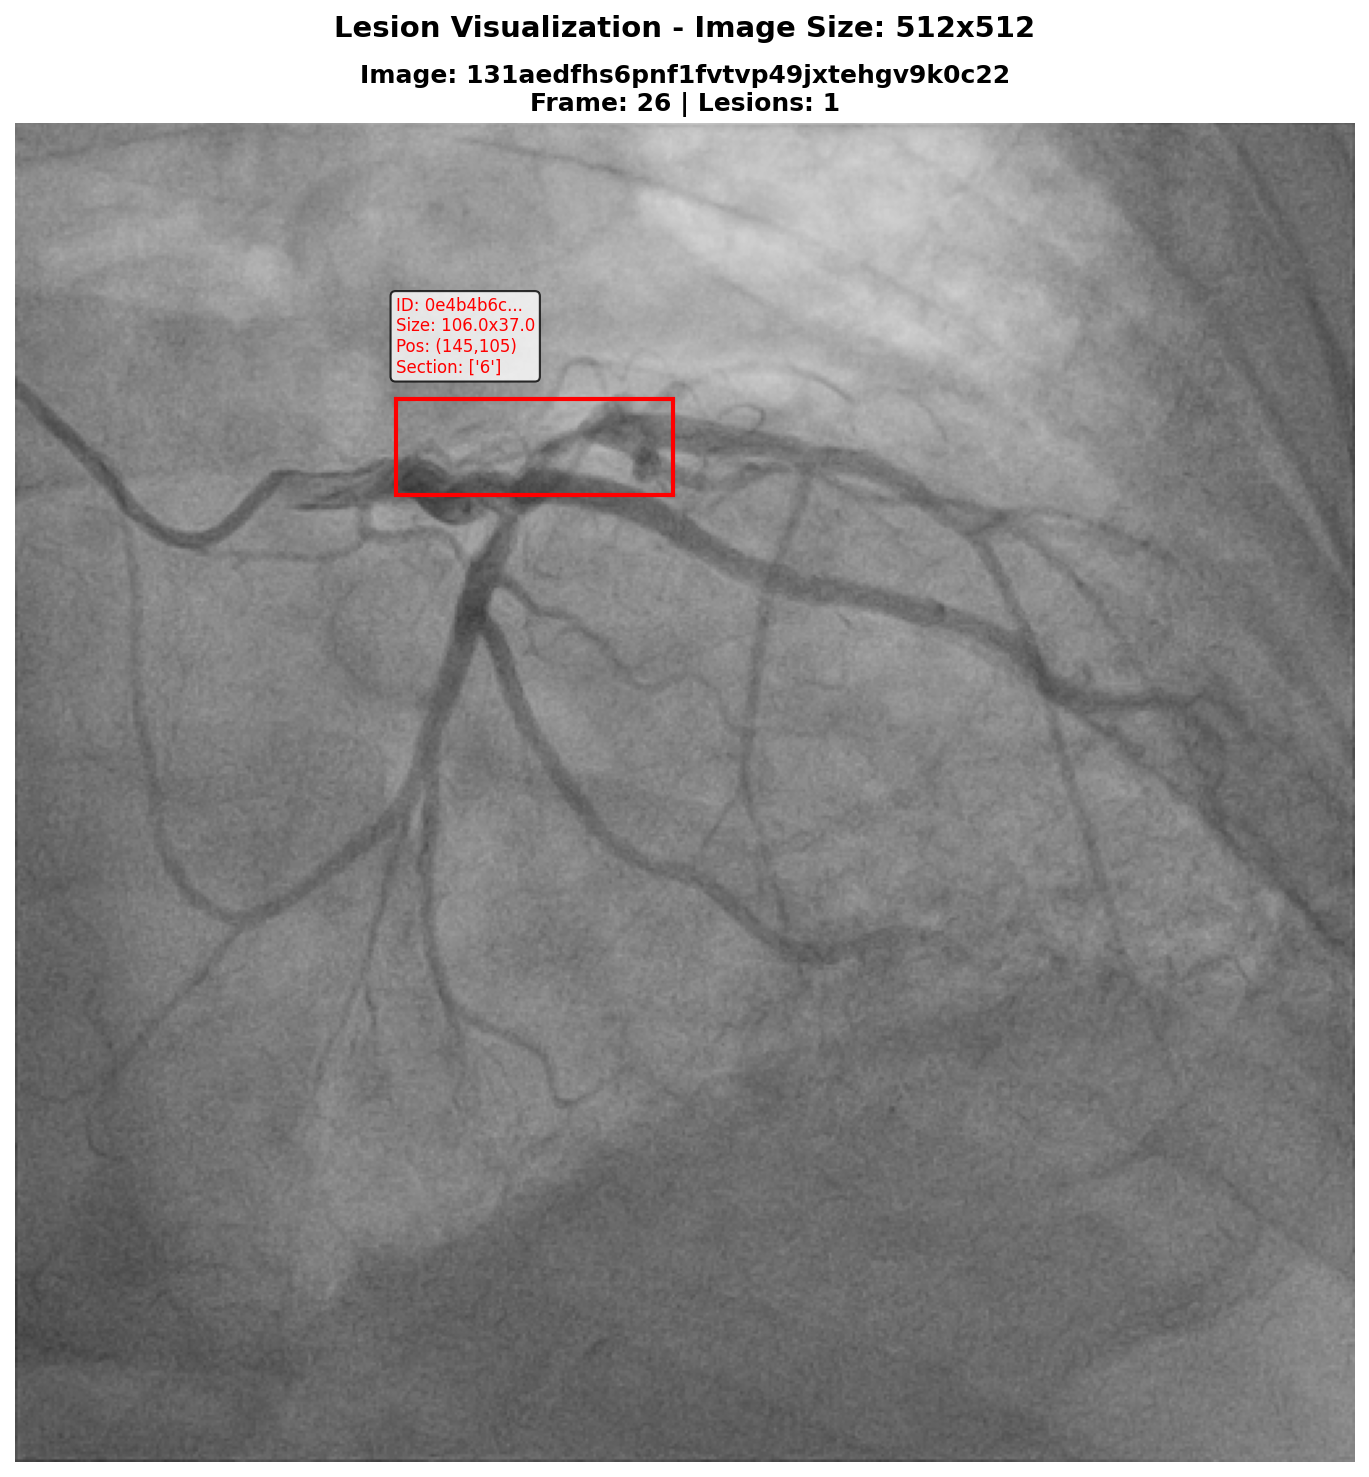 Lesion Visualization - Image Size: 512x512
Image: 131aedfhs6pnf1fvtvp49jxtehgv9k0c22
Frame: 26 | Lesions: 1
ID: 0e4b4b6c...
Size: 106.0x37.0
Pos: (145,105)
Section: ['6']